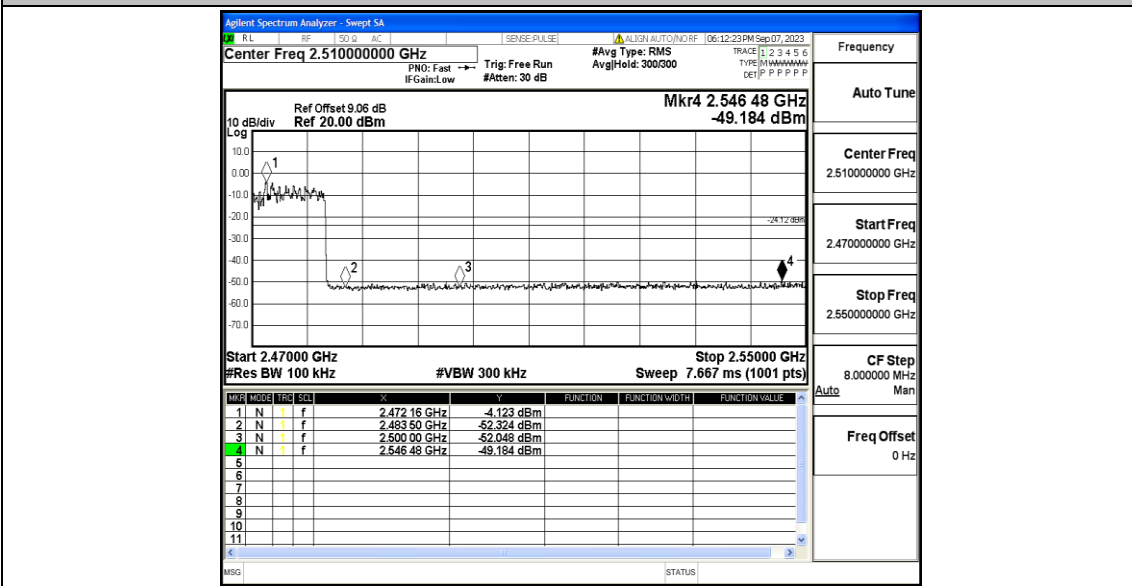 Agilent Spectrum Analyzer - Swept SA
RL RF 50 Ω AC SENSE:PULSE ALIGN AUTO/NO RF 06:12:23 PM Sep 07, 2023
Center Freq 2.510000000 GHz
PNO: Fast
IFGain:Low
Trig: Free Run
#Atten: 30 dB
#Avg Type: RMS
Avg|Hold: 300/300
TRACE 1 2 3 4 5 6
TYPE M
DET P P P P P P
Mkr4 2.546 48 GHz
-49.184 dBm
Ref Offset 9.06 dB
10 dB/div Ref 20.00 dBm
Log
10.0
0.00
-10.0
-20.0
-30.0
-40.0
-50.0
-60.0
-70.0
1
2
3
4
-24.12 dBm
Start 2.47000 GHz Stop 2.55000 GHz
#Res BW 100 kHz #VBW 300 kHz Sweep 7.667 ms (1001 pts)
MKR MODE TRC SCL X Y FUNCTION FUNCTION WIDTH FUNCTION VALUE
1 N 1 f 2.472 16 GHz -4.123 dBm
2 N 1 f 2.483 50 GHz -52.324 dBm
3 N 1 f 2.500 00 GHz -52.048 dBm
4 N 1 f 2.546 48 GHz -49.184 dBm
5
6
7
8
9
10
11
MSG STATUS
Frequency
Auto Tune
Center Freq
2.510000000 GHz
Start Freq
2.470000000 GHz
Stop Freq
2.550000000 GHz
CF Step
8.000000 MHz
Auto Man
Freq Offset
0 Hz